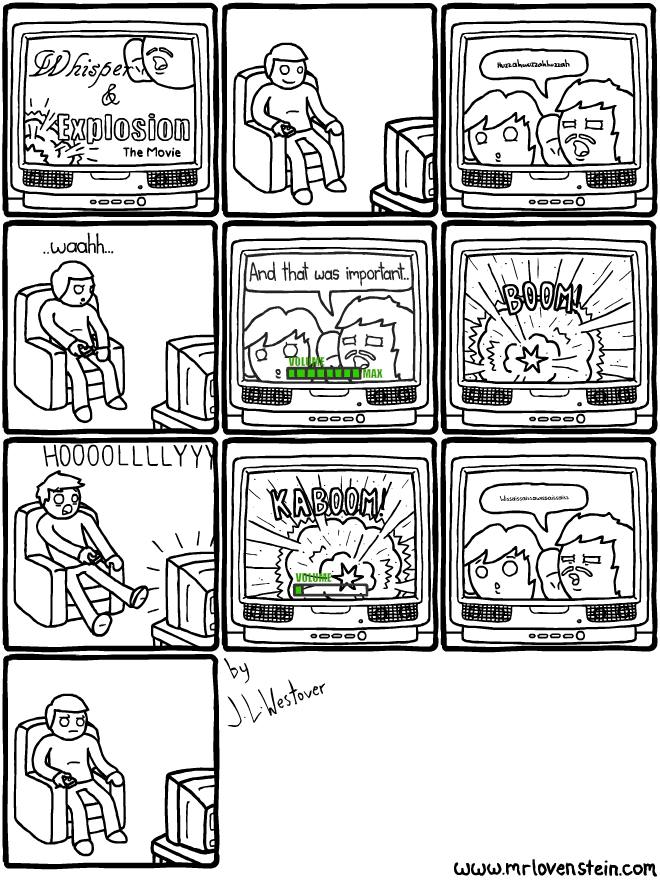 Whisper
&
Explosion
The Movie
Huzzahwuzzahhuzzah
..waahh...
And that was important..
VOLUME
MAX
BOOM!
HOOOOLLLLYYY
KABOOM!
VOLUME
by
J.L.Westover
www.mrlovenstein.com